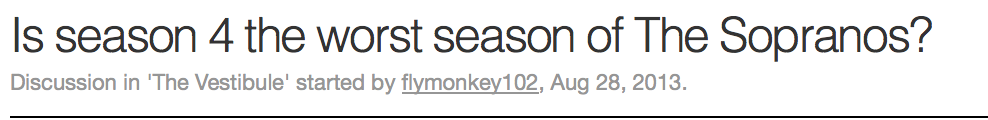 Is season 4 the worst season of The Sopranos?
Discussion in 'The Vestibule' started by flymonkey102, Aug 28, 2013.